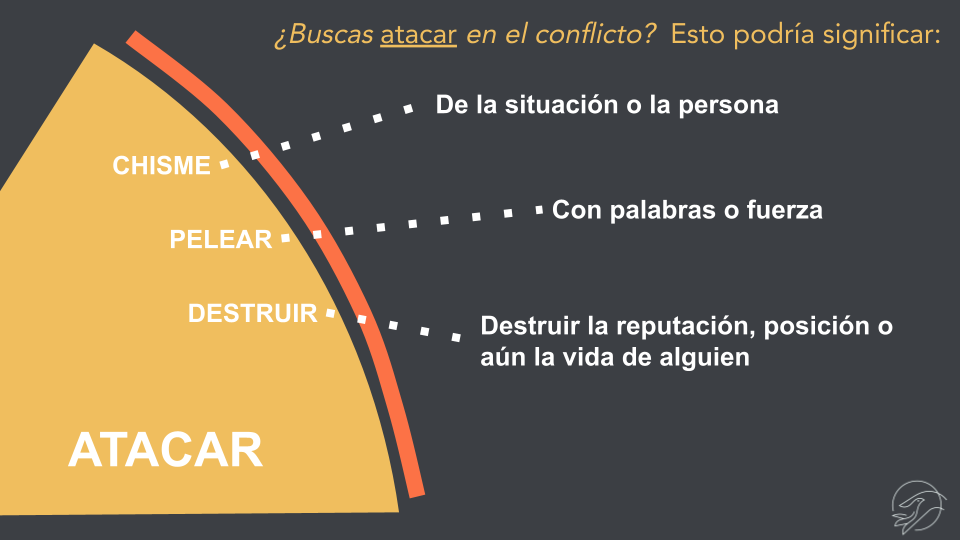 ¿Buscas atacar en el conflicto? Esto podría significar:
De la situación o la persona
CHISME
Con palabras o fuerza
PELEAR
DESTRUIR
Destruir la reputación, posición o
aún la vida de alguien
ATACAR